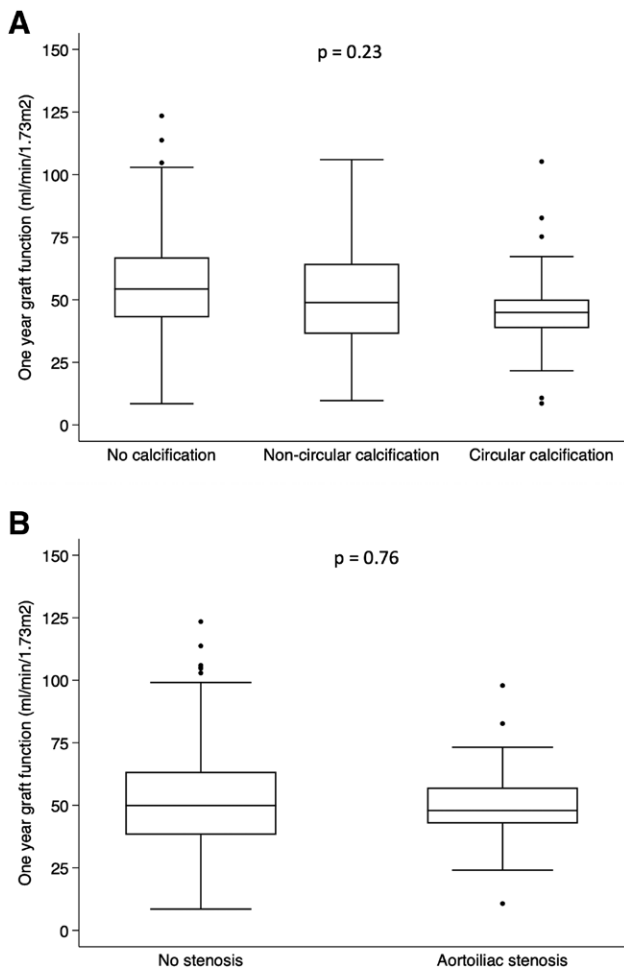 A
p = 0.23
One year graft function (ml/min/1.73m2)
150
125
100
75
50
25
0
No calcification Non-circular calcification Circular calcification
B
p = 0.76
One year graft function (ml/min/1.73m2)
150
125
100
75
50
25
0
No stenosis Aortoiliac stenosis